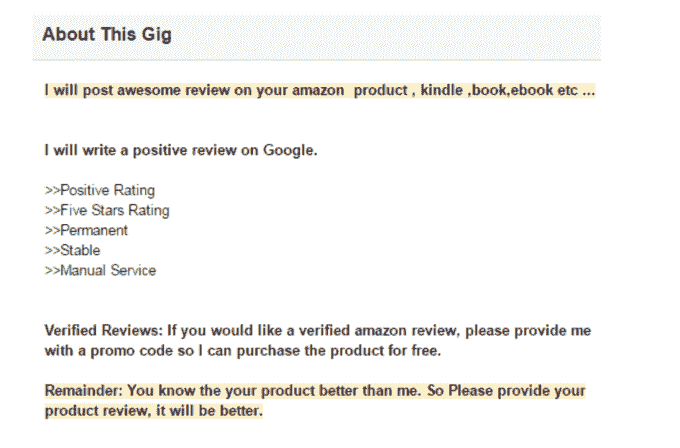 About This Gig
I will post awesome review on your amazon product , kindle ,book,ebook etc ...
I will write a positive review on Google.
>>Positive Rating
>>Five Stars Rating
>>Permanent
>>Stable
>>Manual Service
Verified Reviews: If you would like a verified amazon review, please provide me
with a promo code so I can purchase the product for free.
Remainder: You know the your product better than me. So Please provide your
product review, it will be better.